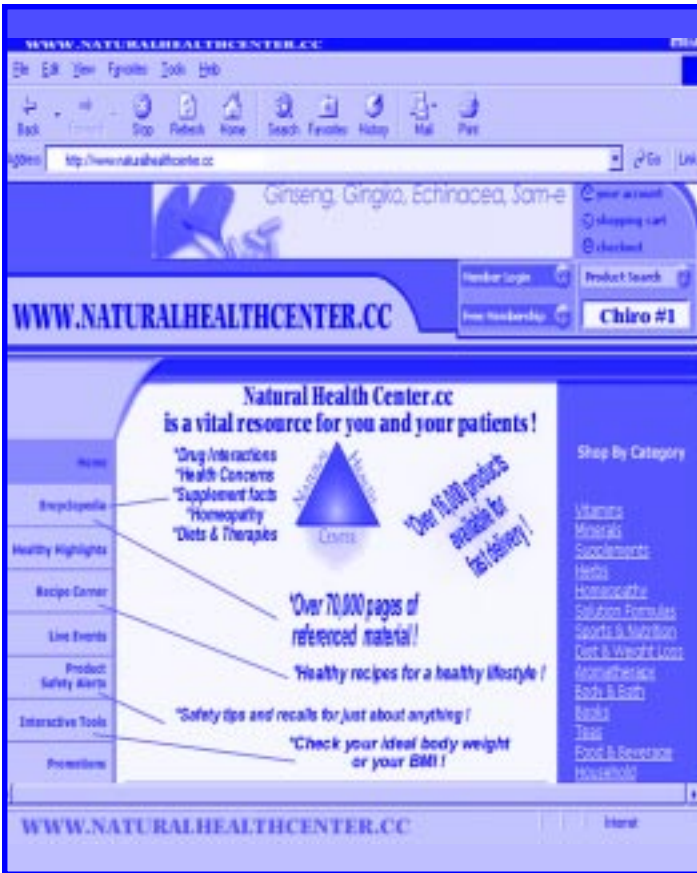 WWW.NATURALHEALTHCENTER.CC
File Edit View Favorites Tools Help
Back Forward Stop Refresh Home Search Favorites History Mail Print
Address http://www.naturalhealthcenter.cc Go Link
Ginseng, Gingko, Echinacea, Sam-e
your account
shopping cart
checkout
Member Login Product Search
Free Membership Chiro #1
WWW.NATURALHEALTHCENTER.CC
Natural Health Center.cc
is a vital resource for you and your patients !
*Drug Interactions
*Health Concerns
*Supplement facts
*Homeopathy
*Diets & Therapies
Natural Health
Center
*Over 16,000 products
available for
fast delivery!
Home
Encyclopedia
Healthy Highlights
Recipe Corner
Live Events
Product
Safety Alerts
Interactive Tools
Promotions
*Over 70,000 pages of
referenced material !
*Healthy recipes for a healthy lifestyle !
*Safety tips and recalls for just about anything !
*Check your ideal body weight
or your BMI !
Shop By Category
Vitamins
Minerals
Supplements
Herbs
Homeopathy
Solution Formulas
Sports & Nutrition
Diet & Weight Loss
Aromatherapy
Body & Bath
Books
Teas
Food & Beverage
Household
WWW.NATURALHEALTHCENTER.CC
Internet